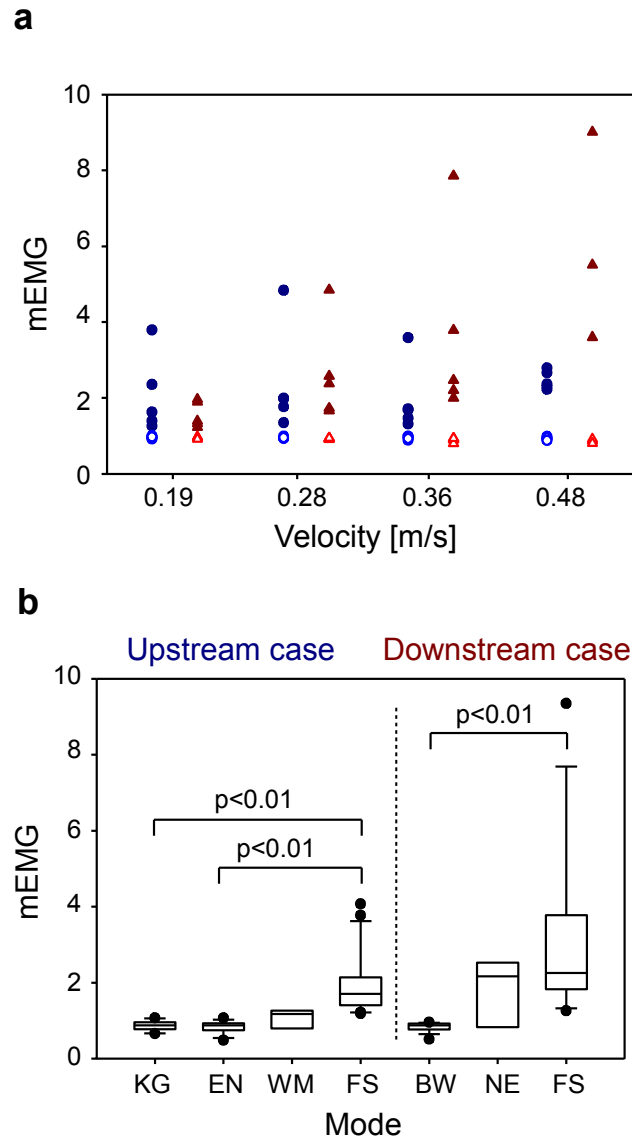 a
10
8
6
4
2
0
mEMG
0.19 0.28 0.36 0.48
Velocity [m/s]
b
Upstream case Downstream case
10
8
6
4
2
0
mEMG
p<0.01
p<0.01
p<0.01
KG EN WM FS BW NE FS
Mode